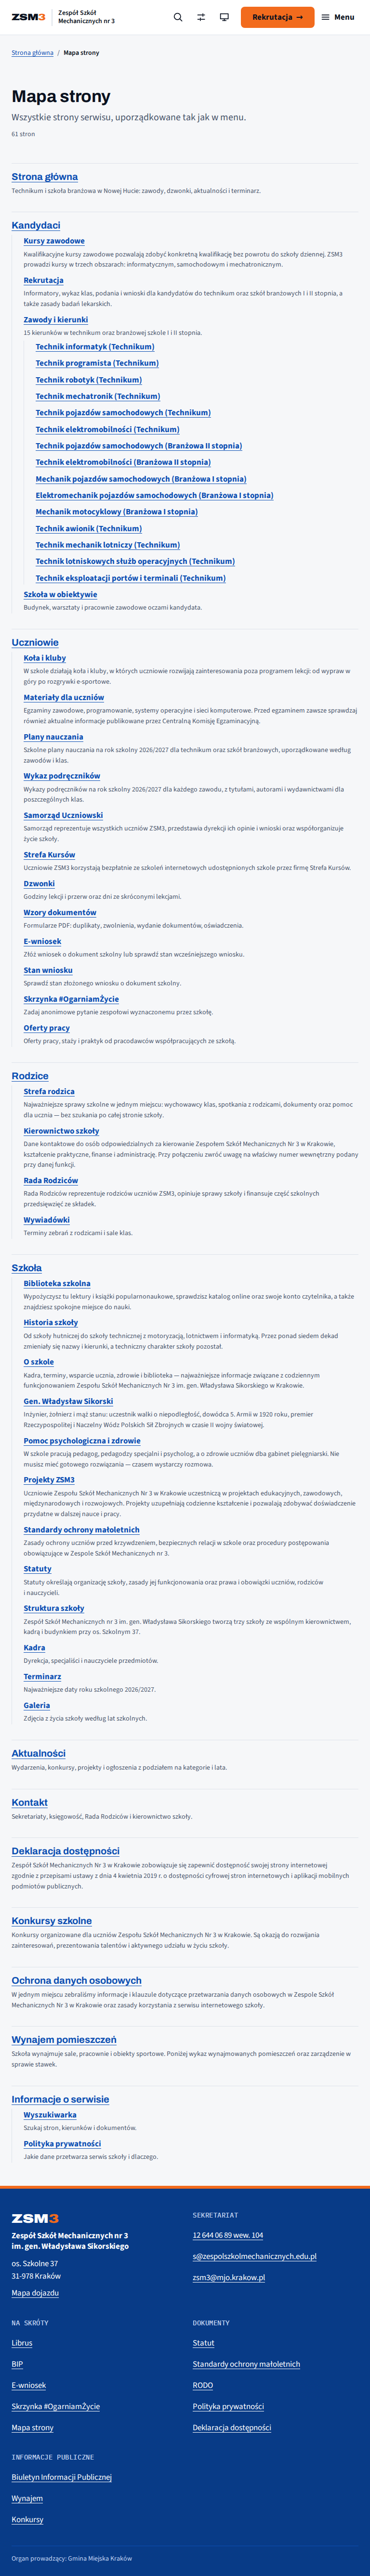 ZSM3
Zespół Szkół
Mechanicznych nr 3
Rekrutacja →
Menu
Strona główna / Mapa strony
Mapa strony
Wszystkie strony serwisu, uporządkowane tak jak w menu.
61 stron
Strona główna
Technikum i szkoła branżowa w Nowej Hucie: zawody, dzwonki, aktualności i terminarz.
Kandydaci
Kursy zawodowe
Kwalifikacyjne kursy zawodowe pozwalają zdobyć konkretną kwalifikację bez powrotu do szkoły dziennej. ZSM3
prowadzi kursy w trzech obszarach: informatycznym, samochodowym i mechatronicznym.
Rekrutacja
Informatory, wykaz klas, podania i wnioski dla kandydatów do technikum oraz szkół branżowych I i II stopnia, a
także zasady badań lekarskich.
Zawody i kierunki
15 kierunków w technikum oraz branżowej szkole I i II stopnia.
Technik informatyk (Technikum)
Technik programista (Technikum)
Technik robotyk (Technikum)
Technik mechatronik (Technikum)
Technik pojazdów samochodowych (Technikum)
Technik elektromobilności (Technikum)
Technik pojazdów samochodowych (Branżowa II stopnia)
Technik elektromobilności (Branżowa II stopnia)
Mechanik pojazdów samochodowych (Branżowa I stopnia)
Elektromechanik pojazdów samochodowych (Branżowa I stopnia)
Mechanik motocyklowy (Branżowa I stopnia)
Technik awionik (Technikum)
Technik mechanik lotniczy (Technikum)
Technik lotniskowych służb operacyjnych (Technikum)
Technik eksploatacji portów i terminali (Technikum)
Szkoła w obiektywie
Budynek, warsztaty i pracownie zawodowe oczami kandydata.
Uczniowie
Koła i kluby
W szkole działają koła i kluby, w których uczniowie rozwijają zainteresowania poza programem lekcji: od wypraw w
góry po rozgrywki e-sportowe.
Materiały dla uczniów
Egzaminy zawodowe, programowanie, systemy operacyjne i sieci komputerowe. Przed egzaminem zawsze sprawdzaj
również aktualne informacje publikowane przez Centralną Komisję Egzaminacyjną.
Plany nauczania
Szkolne plany nauczania na rok szkolny 2026/2027 dla technikum oraz szkół branżowych, uporządkowane według
zawodów i klas.
Wykaz podręczników
Wykazy podręczników na rok szkolny 2026/2027 dla każdego zawodu, z tytułami, autorami i wydawnictwami dla
poszczególnych klas.
Samorząd Uczniowski
Samorząd reprezentuje wszystkich uczniów ZSM3, przedstawia dyrekcji ich opinie i wnioski oraz współorganizuje
życie szkoły.
Strefa Kursów
Uczniowie ZSM3 korzystają bezpłatnie ze szkoleń internetowych udostępnionych szkole przez firmę Strefa Kursów.
Dzwonki
Godziny lekcji i przerw oraz dni ze skróconymi lekcjami.
Wzory dokumentów
Formularze PDF: duplikaty, zwolnienia, wydanie dokumentów, oświadczenia.
E-wniosek
Złóż wniosek o dokument szkolny lub sprawdź stan wcześniejszego wniosku.
Stan wniosku
Sprawdź stan złożonego wniosku o dokument szkolny.
Skrzynka #OgarniamŻycie
Zadaj anonimowe pytanie zespołowi wyznaczonemu przez szkołę.
Oferty pracy
Oferty pracy, staży i praktyk od pracodawców współpracujących ze szkołą.
Rodzice
Strefa rodzica
Najważniejsze sprawy szkolne w jednym miejscu: wychowawcy klas, spotkania z rodzicami, dokumenty oraz pomoc
dla ucznia — bez szukania po całej stronie szkoły.
Kierownictwo szkoły
Dane kontaktowe do osób odpowiedzialnych za kierowanie Zespołem Szkół Mechanicznych Nr 3 w Krakowie,
kształcenie praktyczne, finanse i administrację. Przy połączeniu zwróć uwagę na właściwy numer wewnętrzny podany
przy danej funkcji.
Rada Rodziców
Rada Rodziców reprezentuje rodziców uczniów ZSM3, opiniuje sprawy szkoły i finansuje część szkolnych
przedsięwzięć ze składek.
Wywiadówki
Terminy zebrań z rodzicami i sale klas.
Szkoła
Biblioteka szkolna
Wypożyczysz tu lektury i książki popularnonaukowe, sprawdzisz katalog online oraz swoje konto czytelnika, a także
znajdziesz spokojne miejsce do nauki.
Historia szkoły
Od szkoły hutniczej do szkoły technicznej z motoryzacją, lotnictwem i informatyką. Przez ponad siedem dekad
zmieniały się nazwy i kierunki, a techniczny charakter szkoły pozostał.
O szkole
Kadra, terminy, wsparcie ucznia, zdrowie i biblioteka — najważniejsze informacje związane z codziennym
funkcjonowaniem Zespołu Szkół Mechanicznych Nr 3 im. gen. Władysława Sikorskiego w Krakowie.
Gen. Władysław Sikorski
Inżynier, żołnierz i mąż stanu: uczestnik walki o niepodległość, dowódca 5. Armii w 1920 roku, premier
Rzeczypospolitej i Naczelny Wódz Polskich Sił Zbrojnych w czasie II wojny światowej.
Pomoc psychologiczna i zdrowie
W szkole pracują pedagog, pedagodzy specjalni i psycholog, a o zdrowie uczniów dba gabinet pielęgniarski. Nie
musisz mieć gotowego rozwiązania — czasem wystarczy rozmowa.
Projekty ZSM3
Uczniowie Zespołu Szkół Mechanicznych Nr 3 w Krakowie uczestniczą w projektach edukacyjnych, zawodowych,
międzynarodowych i rozwojowych. Projekty uzupełniają codzienne kształcenie i pozwalają zdobywać doświadczenie
przydatne w dalszej nauce i pracy.
Standardy ochrony małoletnich
Zasady ochrony uczniów przed krzywdzeniem, bezpiecznych relacji w szkole oraz procedury postępowania
obowiązujące w Zespole Szkół Mechanicznych nr 3.
Statuty
Statuty określają organizację szkoły, zasady jej funkcjonowania oraz prawa i obowiązki uczniów, rodziców
i nauczycieli.
Struktura szkoły
Zespół Szkół Mechanicznych nr 3 im. gen. Władysława Sikorskiego tworzą trzy szkoły ze wspólnym kierownictwem,
kadrą i budynkiem przy os. Szkolnym 37.
Kadra
Dyrekcja, specjaliści i nauczyciele przedmiotów.
Terminarz
Najważniejsze daty roku szkolnego 2026/2027.
Galeria
Zdjęcia z życia szkoły według lat szkolnych.
Aktualności
Wydarzenia, konkursy, projekty i ogłoszenia z podziałem na kategorie i lata.
Kontakt
Sekretariaty, księgowość, Rada Rodziców i kierownictwo szkoły.
Deklaracja dostępności
Zespół Szkół Mechanicznych Nr 3 w Krakowie zobowiązuje się zapewnić dostępność swojej strony internetowej
zgodnie z przepisami ustawy z dnia 4 kwietnia 2019 r. o dostępności cyfrowej stron internetowych i aplikacji mobilnych
podmiotów publicznych.
Konkursy szkolne
Konkursy organizowane dla uczniów Zespołu Szkół Mechanicznych Nr 3 w Krakowie. Są okazją do rozwijania
zainteresowań, prezentowania talentów i aktywnego udziału w życiu szkoły.
Ochrona danych osobowych
W jednym miejscu zebraliśmy informacje i klauzule dotyczące przetwarzania danych osobowych w Zespole Szkół
Mechanicznych Nr 3 w Krakowie oraz zasady korzystania z serwisu internetowego szkoły.
Wynajem pomieszczeń
Szkoła wynajmuje sale, pracownie i obiekty sportowe. Poniżej wykaz wynajmowanych pomieszczeń oraz zarządzenie w
sprawie stawek.
Informacje o serwisie
Wyszukiwarka
Szukaj stron, kierunków i dokumentów.
Polityka prywatności
Jakie dane przetwarza serwis szkoły i dlaczego.
ZSM3
Zespół Szkół Mechanicznych nr 3
im. gen. Władysława Sikorskiego
os. Szkolne 37
31-978 Kraków
Mapa dojazdu
SEKRETARIAT
12 644 06 89 wew. 104
s@zespolszkolmechanicznych.edu.pl
zsm3@mjo.krakow.pl
NA SKRÓTY
Librus
BIP
E-wniosek
Skrzynka #OgarniamŻycie
Mapa strony
DOKUMENTY
Statut
Standardy ochrony małoletnich
RODO
Polityka prywatności
Deklaracja dostępności
INFORMACJE PUBLICZNE
Biuletyn Informacji Publicznej
Wynajem
Konkursy
Organ prowadzący: Gmina Miejska Kraków